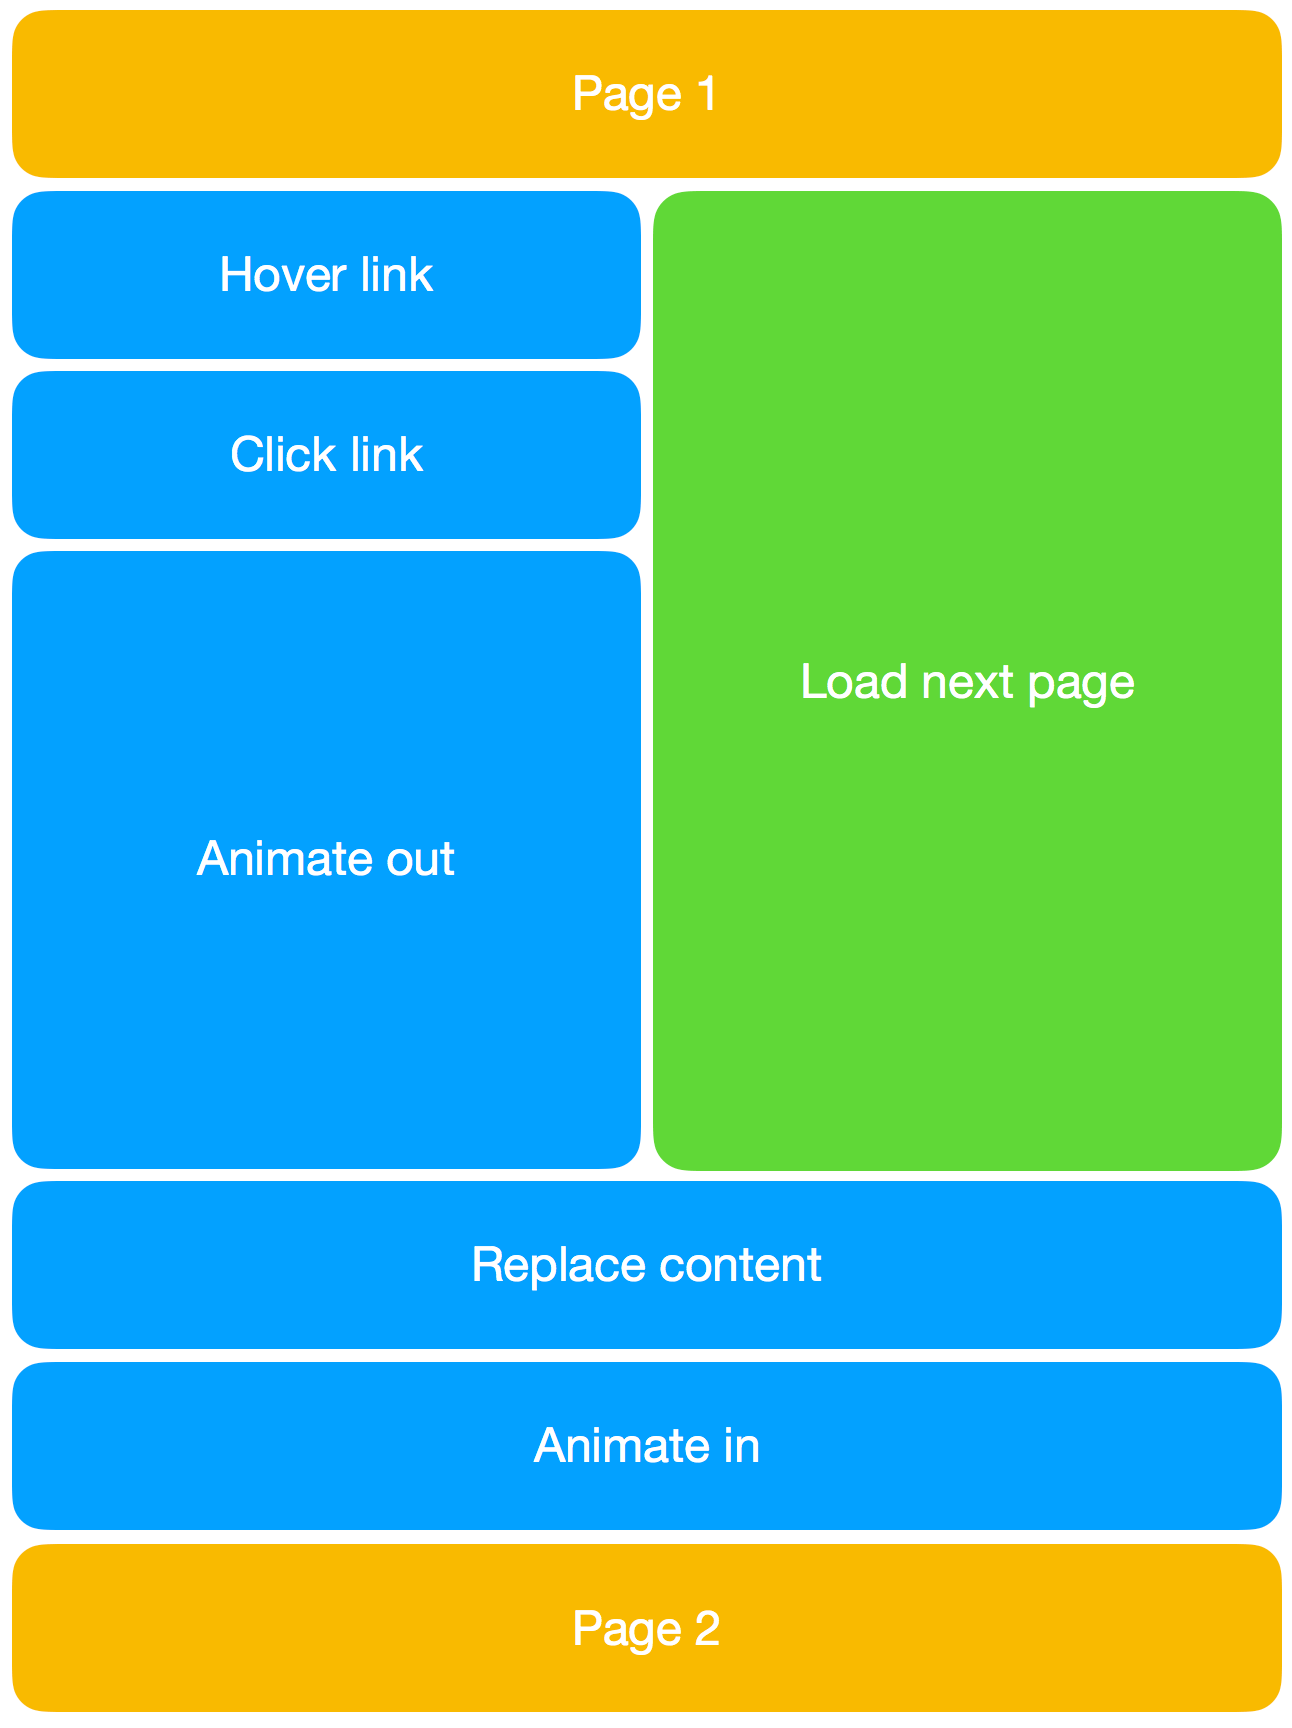 Page 1
Hover link
Click link
Load next page
Animate out
Replace content
Animate in
Page 2